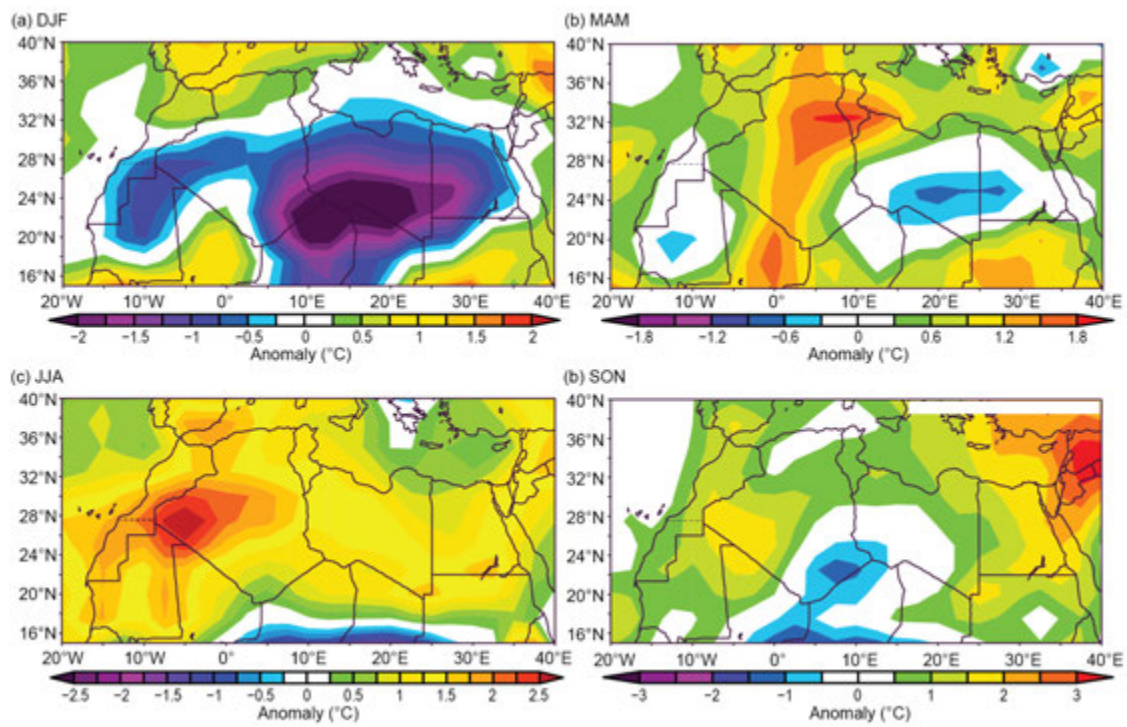 (a) DJF
(b) MAM
40°N
36°N
32°N
28°N
24°N
20°N
16°N
20°W
10°W
0°
10°E
20°E
30°E
40°E
−2
−1.5
−1
−0.5
0
0.5
1
1.5
2
Anomaly (°C)
40°N
36°N
32°N
28°N
24°N
20°N
16°N
20°W
10°W
0°
10°E
20°E
30°E
40°E
−1.8
−1.2
−0.6
0
0.6
1.2
1.8
Anomaly (°C)
(c) JJA
(b) SON
40°N
36°N
32°N
28°N
24°N
20°N
16°N
20°W
10°W
0°
10°E
20°E
30°E
40°E
−2.5
−2
−1.5
−1
−0.5
0
0.5
1
1.5
2
2.5
Anomaly (°C)
40°N
36°N
32°N
28°N
24°N
20°N
16°N
20°W
10°W
0°
10°E
20°E
30°E
40°E
−3
−2
−1
0
1
2
3
Anomaly (°C)